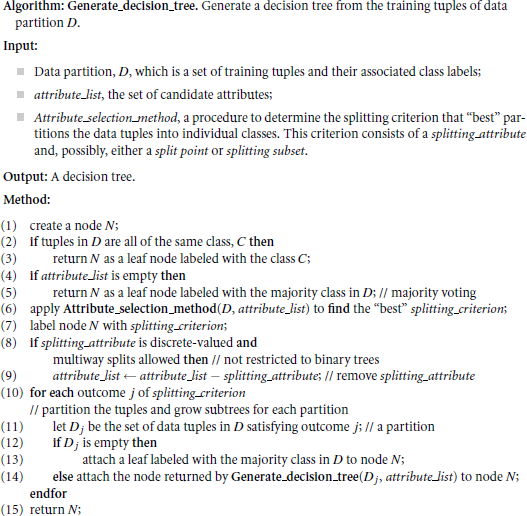 Algorithm: Generate_decision_tree. Generate a decision tree from the training tuples of data
partition D.
Input:
Data partition, D, which is a set of training tuples and their associated class labels;
attribute_list, the set of candidate attributes;
Attribute_selection_method, a procedure to determine the splitting criterion that “best” par-
titions the data tuples into individual classes. This criterion consists of a splitting_attribute
and, possibly, either a split point or splitting subset.
Output: A decision tree.
Method:
(1) create a node N;
(2) if tuples in D are all of the same class, C then
(3) return N as a leaf node labeled with the class C;
(4) if attribute_list is empty then
(5) return N as a leaf node labeled with the majority class in D; // majority voting
(6) apply Attribute_selection_method(D, attribute_list) to find the “best” splitting_criterion;
(7) label node N with splitting_criterion;
(8) if splitting_attribute is discrete-valued and
multiway splits allowed then // not restricted to binary trees
(9) attribute_list ← attribute_list − splitting_attribute; // remove splitting_attribute
(10) for each outcome j of splitting_criterion
// partition the tuples and grow subtrees for each partition
(11) let Dj be the set of data tuples in D satisfying outcome j; // a partition
(12) if Dj is empty then
(13) attach a leaf labeled with the majority class in D to node N;
(14) else attach the node returned by Generate_decision_tree(Dj, attribute_list) to node N;
endfor
(15) return N;